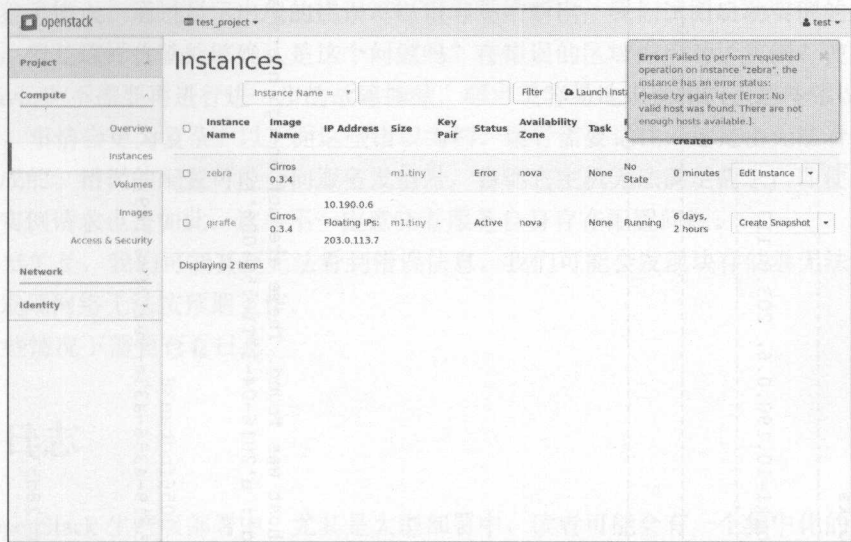 openstack
test_project
test
Project
Compute
Overview
Instances
Volumes
Images
Access & Security
Network
Identity
Instances
Instance Name =
Filter
Launch Insta
Error: Failed to perform requested
operation on instance "zebra", the
instance has an error status:
Please try again later [Error: No
valid host was found. There are not
enough hosts available.].
Instance Name Image Name IP Address Size Key Pair Status Availability Zone Task created
zebra Cirros 0.3.4 m1.tiny - Error nova None No State 0 minutes Edit Instance
giraffe Cirros 0.3.4 10.190.0.6 Floating IPs: 203.0.113.7 m1.tiny - Active nova None Running 6 days, 2 hours Create Snapshot
Displaying 2 items